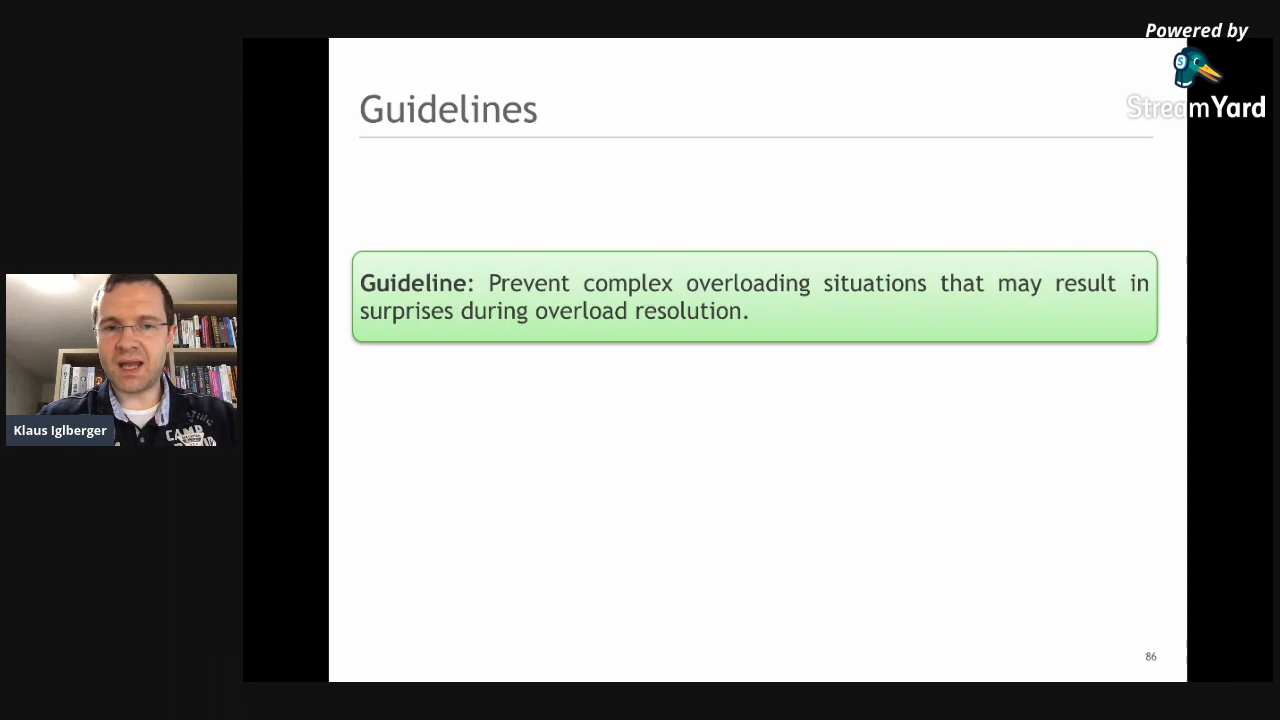 Powered by
StreamYard
Guidelines
Guideline: Prevent complex overloading situations that may result in
surprises during overload resolution.
Klaus Iglberger
CAMP
86